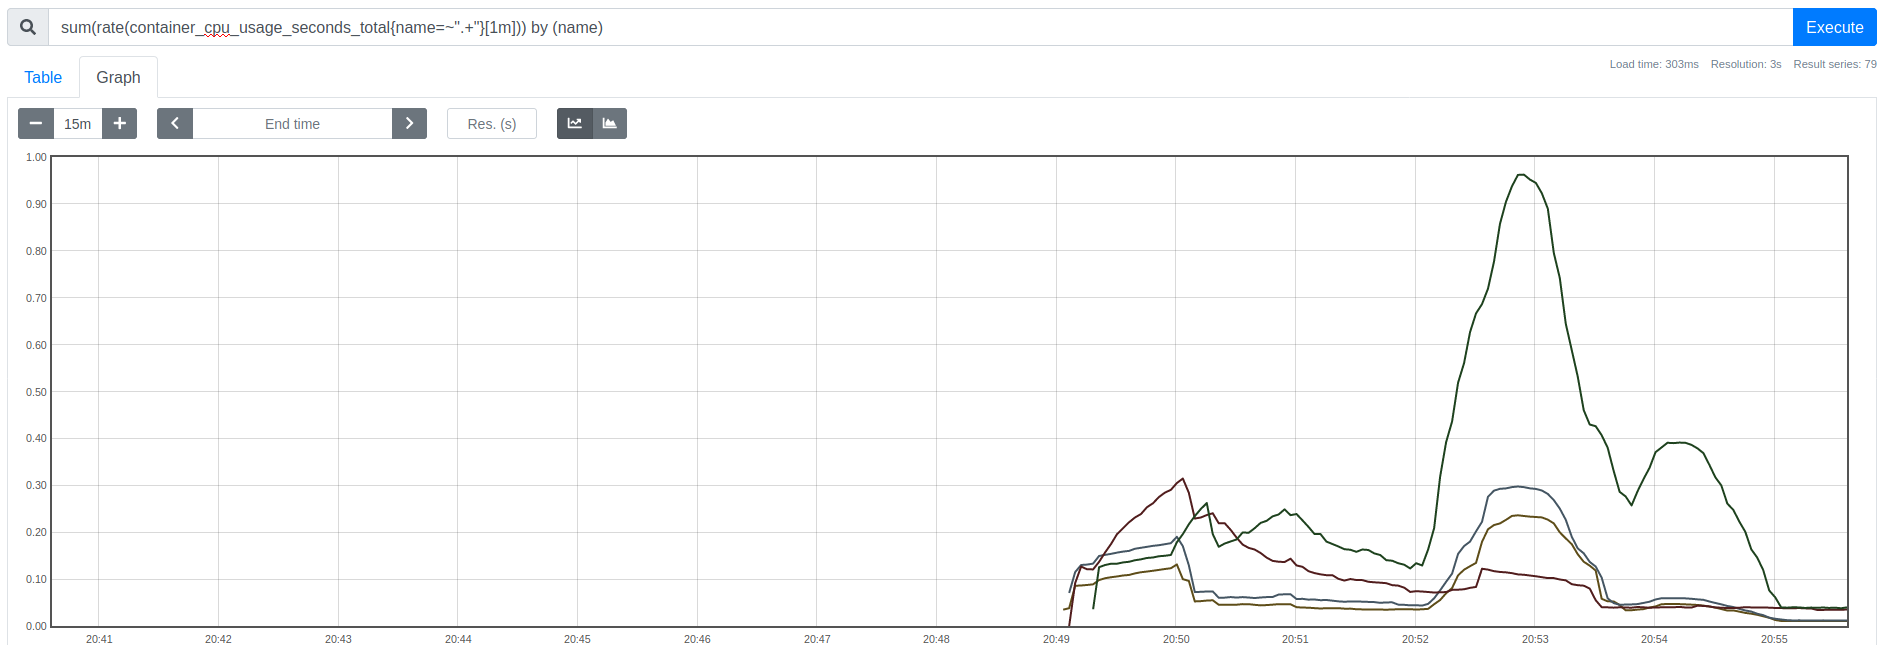 sum(rate(container_cpu_usage_seconds_total{name=~".+"}[1m])) by (name)
Execute
Table
Graph
Load time: 303ms Resolution: 3s Result series: 79
15m
End time
Res. (s)
1.00
0.90
0.80
0.70
0.60
0.50
0.40
0.30
0.20
0.10
0.00
20:41 20:42 20:43 20:44 20:45 20:46 20:47 20:48 20:49 20:50 20:51 20:52 20:53 20:54 20:55